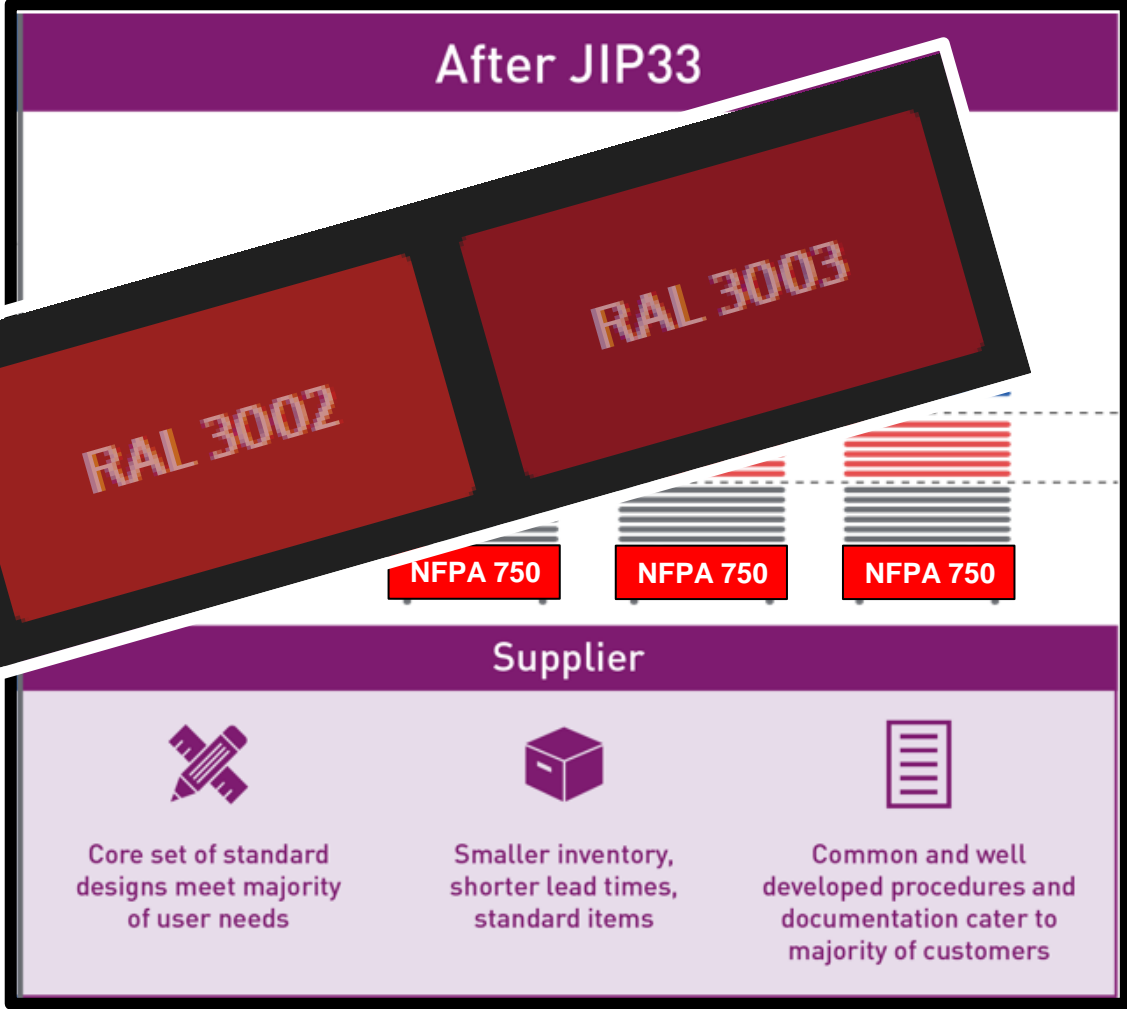 After JIP33
RAL 3003
RAL 3002
NFPA 750
NFPA 750
NFPA 750
Supplier
Core set of standard
designs meet majority
of user needs
Smaller inventory,
shorter lead times,
standard items
Common and well
developed procedures and
documentation cater to
majority of customers